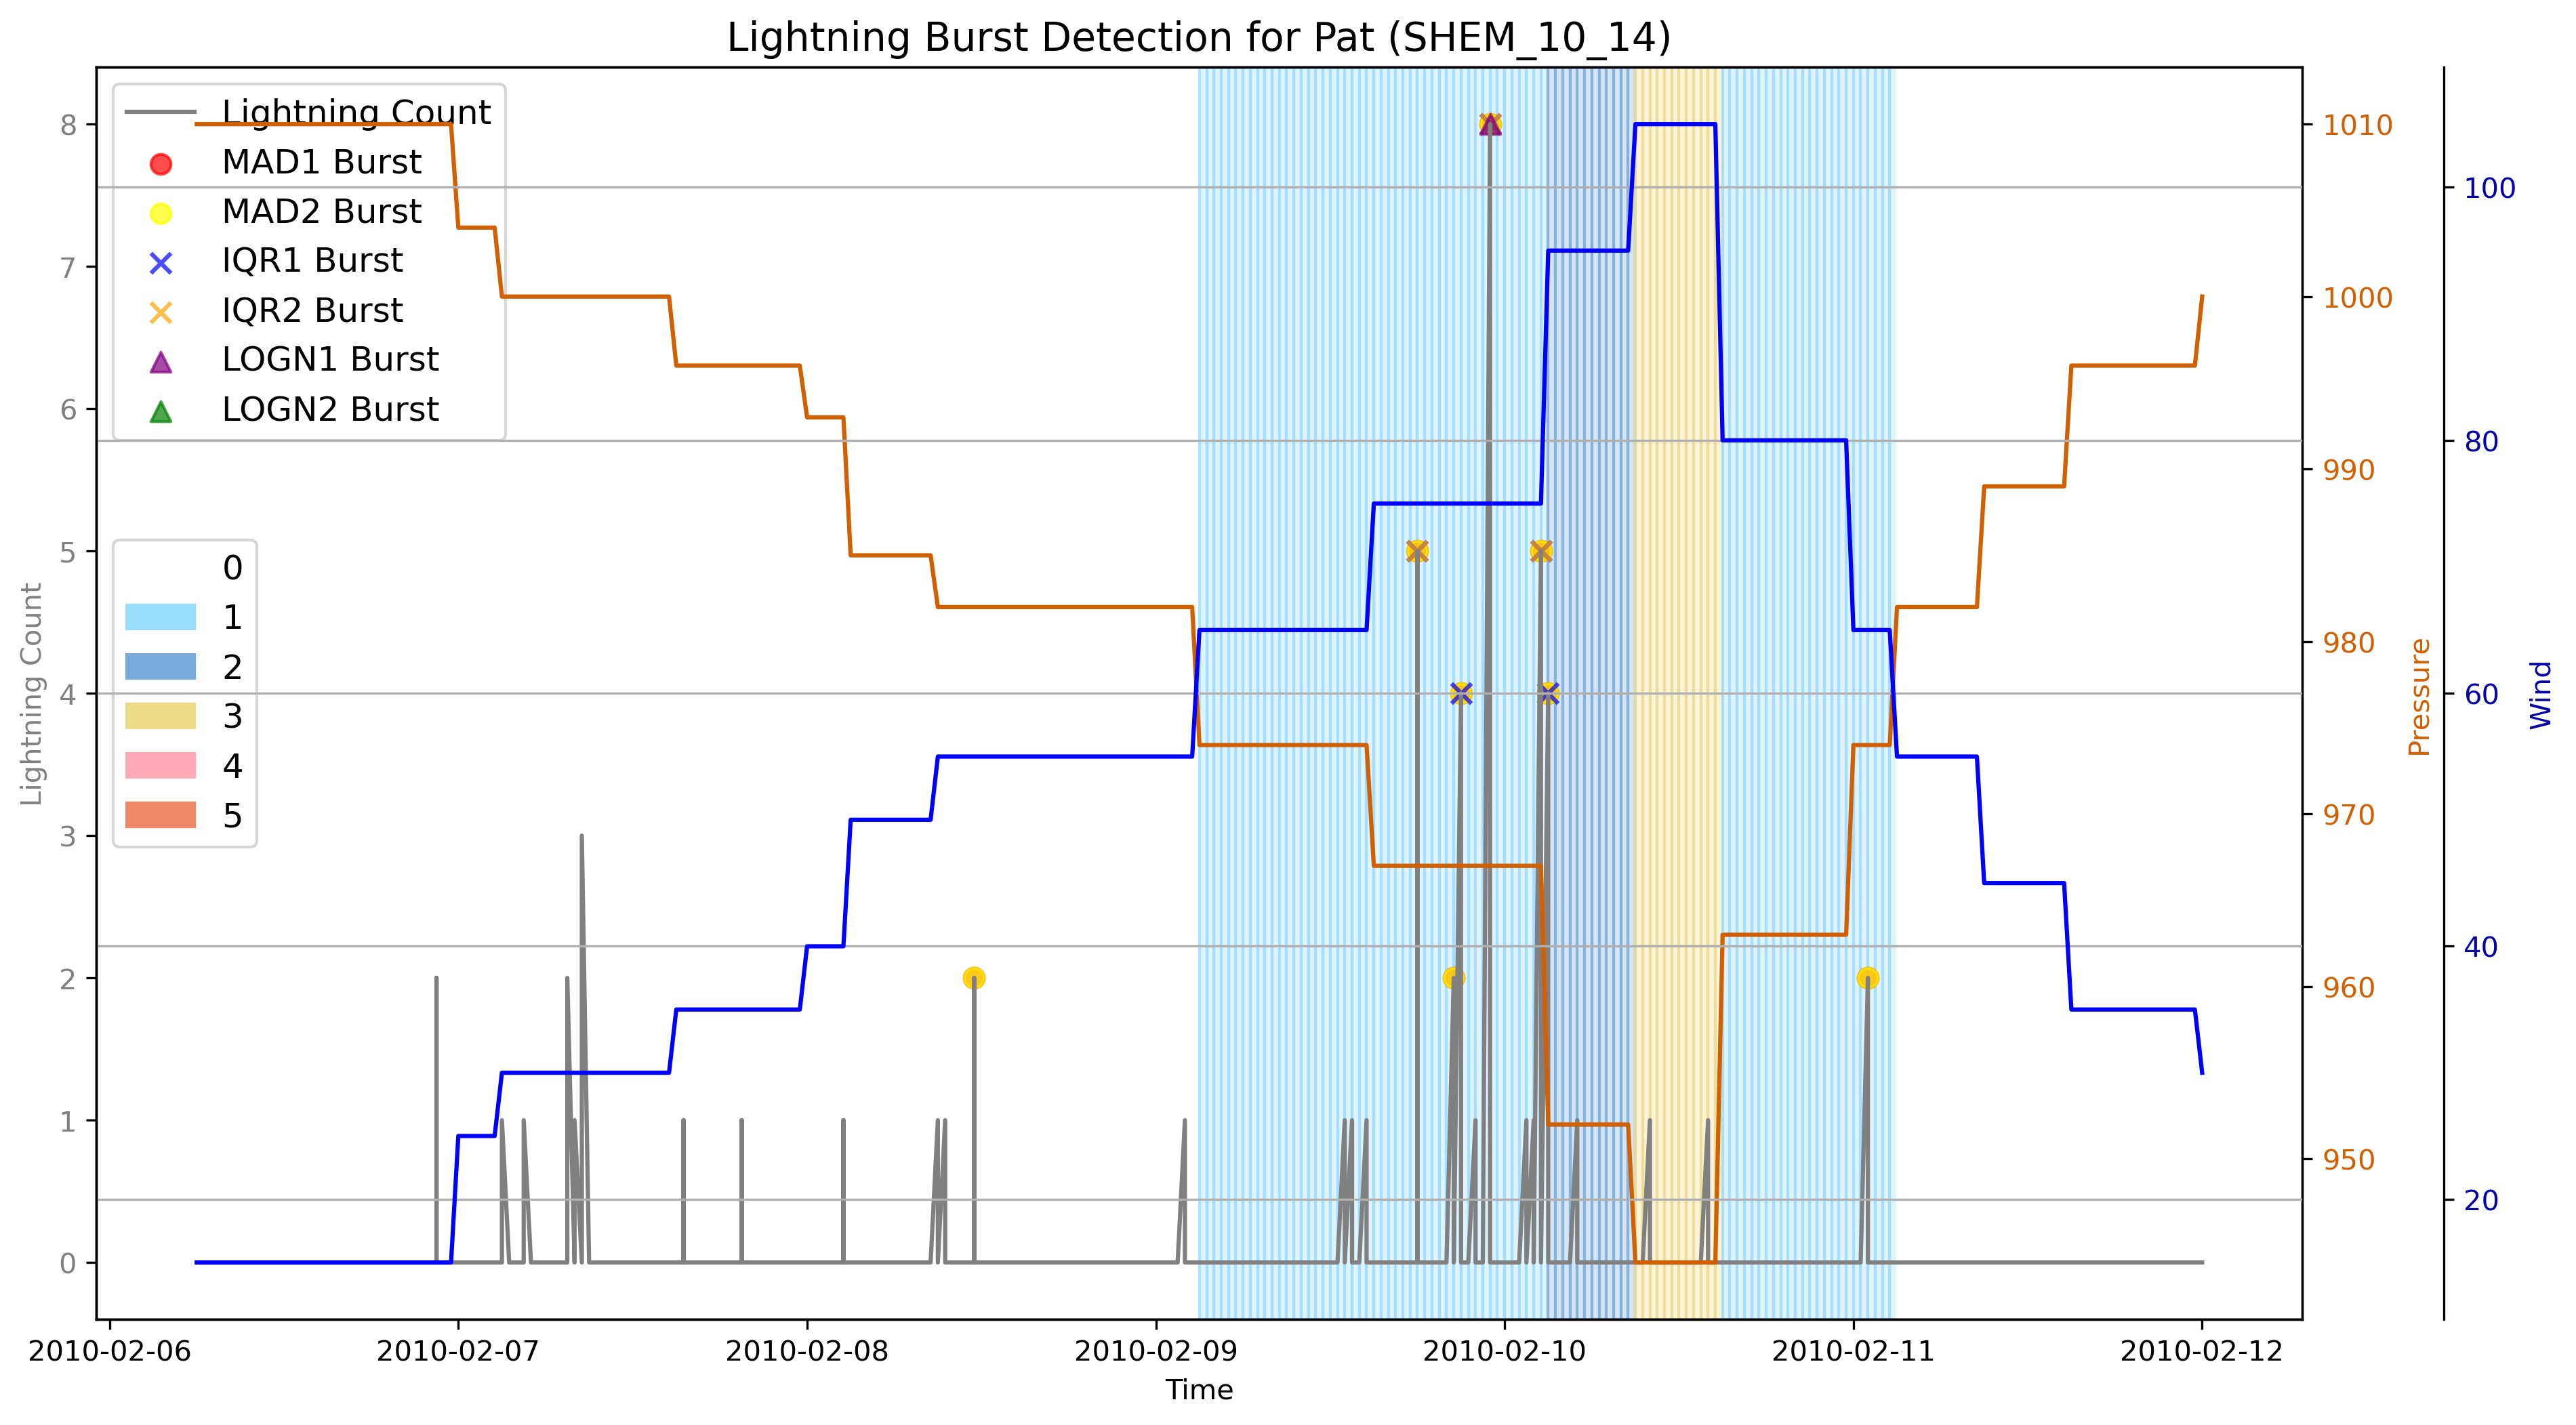 Lightning Burst Detection for Pat (SHEM_10_14)
Lightning Count
MAD1 Burst
MAD2 Burst
IQR1 Burst
IQR2 Burst
LOGN1 Burst
LOGN2 Burst
0
1
2
3
4
5
8
7
6
5
4
3
2
1
0
Lightning Count
1010
1000
990
980
970
960
950
Pressure
100
80
60
40
20
Wind
2010-02-06
2010-02-07
2010-02-08
2010-02-09
2010-02-10
2010-02-11
2010-02-12
Time